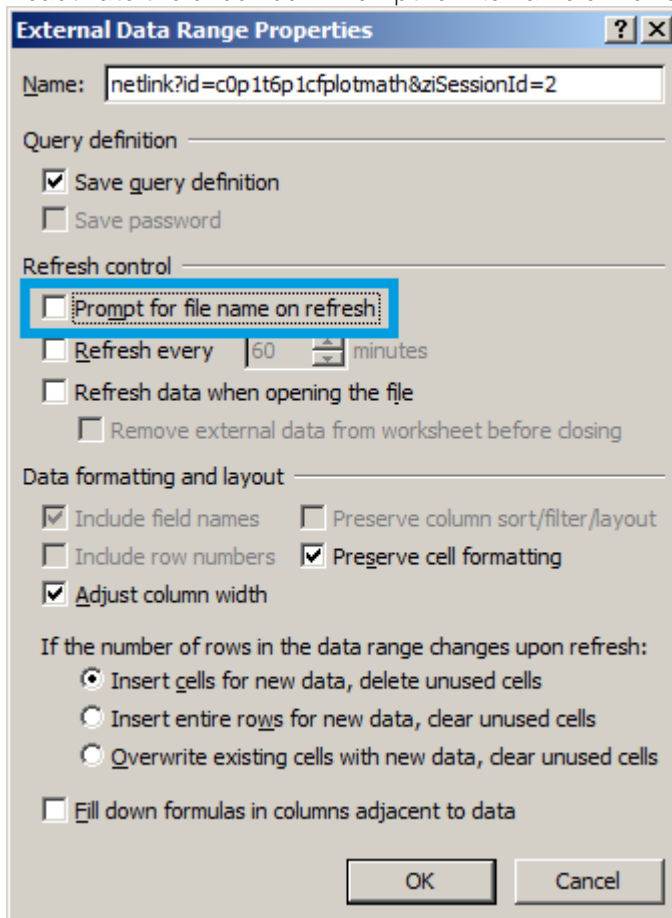 External Data Range Properties
Name: netlink?id=c0p1t6p1cfplotmath&ziSessionId=2
Query definition
Save query definition
Save password
Refresh control
Prompt for file name on refresh
Refresh every 60 minutes
Refresh data when opening the file
Remove external data from worksheet before closing
Data formatting and layout
Include field names Preserve column sort/filter/layout
Include row numbers Preserve cell formatting
Adjust column width
If the number of rows in the data range changes upon refresh:
Insert cells for new data, delete unused cells
Insert entire rows for new data, clear unused cells
Overwrite existing cells with new data, clear unused cells
Fill down formulas in columns adjacent to data
OK Cancel